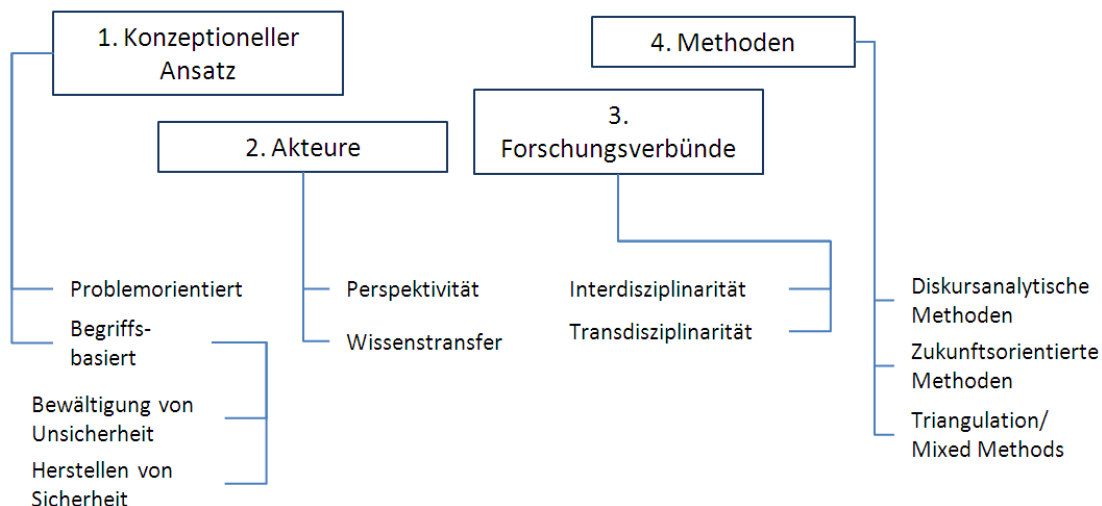 1. Konzeptioneller
Ansatz
2. Akteure
3.
Forschungsverbünde
4. Methoden
Problemorientiert
Begriffs-
basiert
Bewältigung von
Unsicherheit
Herstellen von
Sicherheit
Perspektivität
Wissenstransfer
Interdisziplinarität
Transdisziplinarität
Diskursanalytische
Methoden
Zukunftsorientierte
Methoden
Triangulation/
Mixed Methods